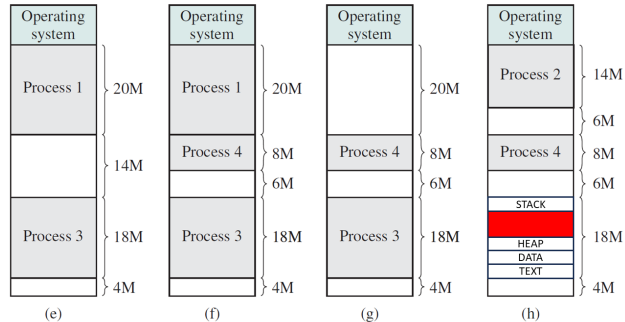 Operating
system
Process 1
20M
14M
Process 3
18M
4M
(e)
Operating
system
Process 1
20M
Process 4
8M
6M
Process 3
18M
4M
(f)
Operating
system
20M
Process 4
8M
6M
Process 3
18M
4M
(g)
Operating
system
Process 2
14M
6M
Process 4
8M
6M
STACK
HEAP
18M
DATA
TEXT
4M
(h)